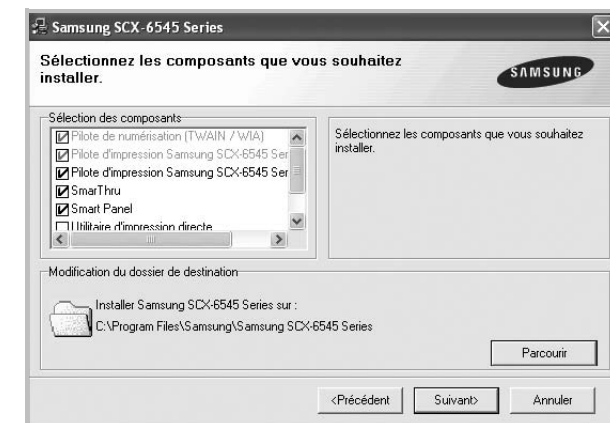 Samsung SCX-6545 Series
Sélectionnez les composants que vous souhaitez
installer.
SAMSUNG
Sélection des composants
Pilote de numérisation (TWAIN / WIA)
Pilote d'impression Samsung SCX-6545 Ser
Pilote d'impression Samsung SCX-6545 Ser
SmarThru
Smart Panel
Utilitaire d'impression directe
Sélectionnez les composants que vous souhaitez
installer.
Modification du dossier de destination
Installer Samsung SCX-6545 Series sur :
C:\Program Files\Samsung\Samsung SCX-6545 Series
Parcourir
<Précédent
Suivant>
Annuler